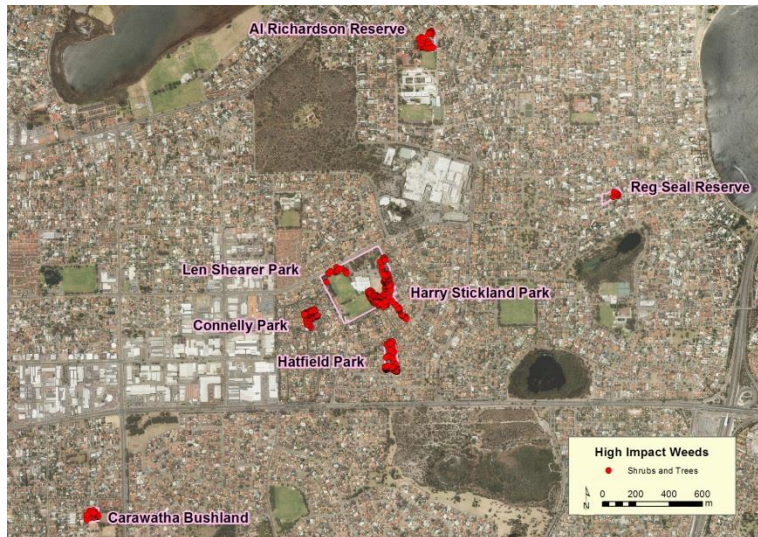 Al Richardson Reserve
Reg Seal Reserve
Len Shearer Park
Harry Stickland Park
Connelly Park
Hatfield Park
High Impact Weeds
Shrubs and Trees
N
0 200 400 600
m
Carawatha Bushland